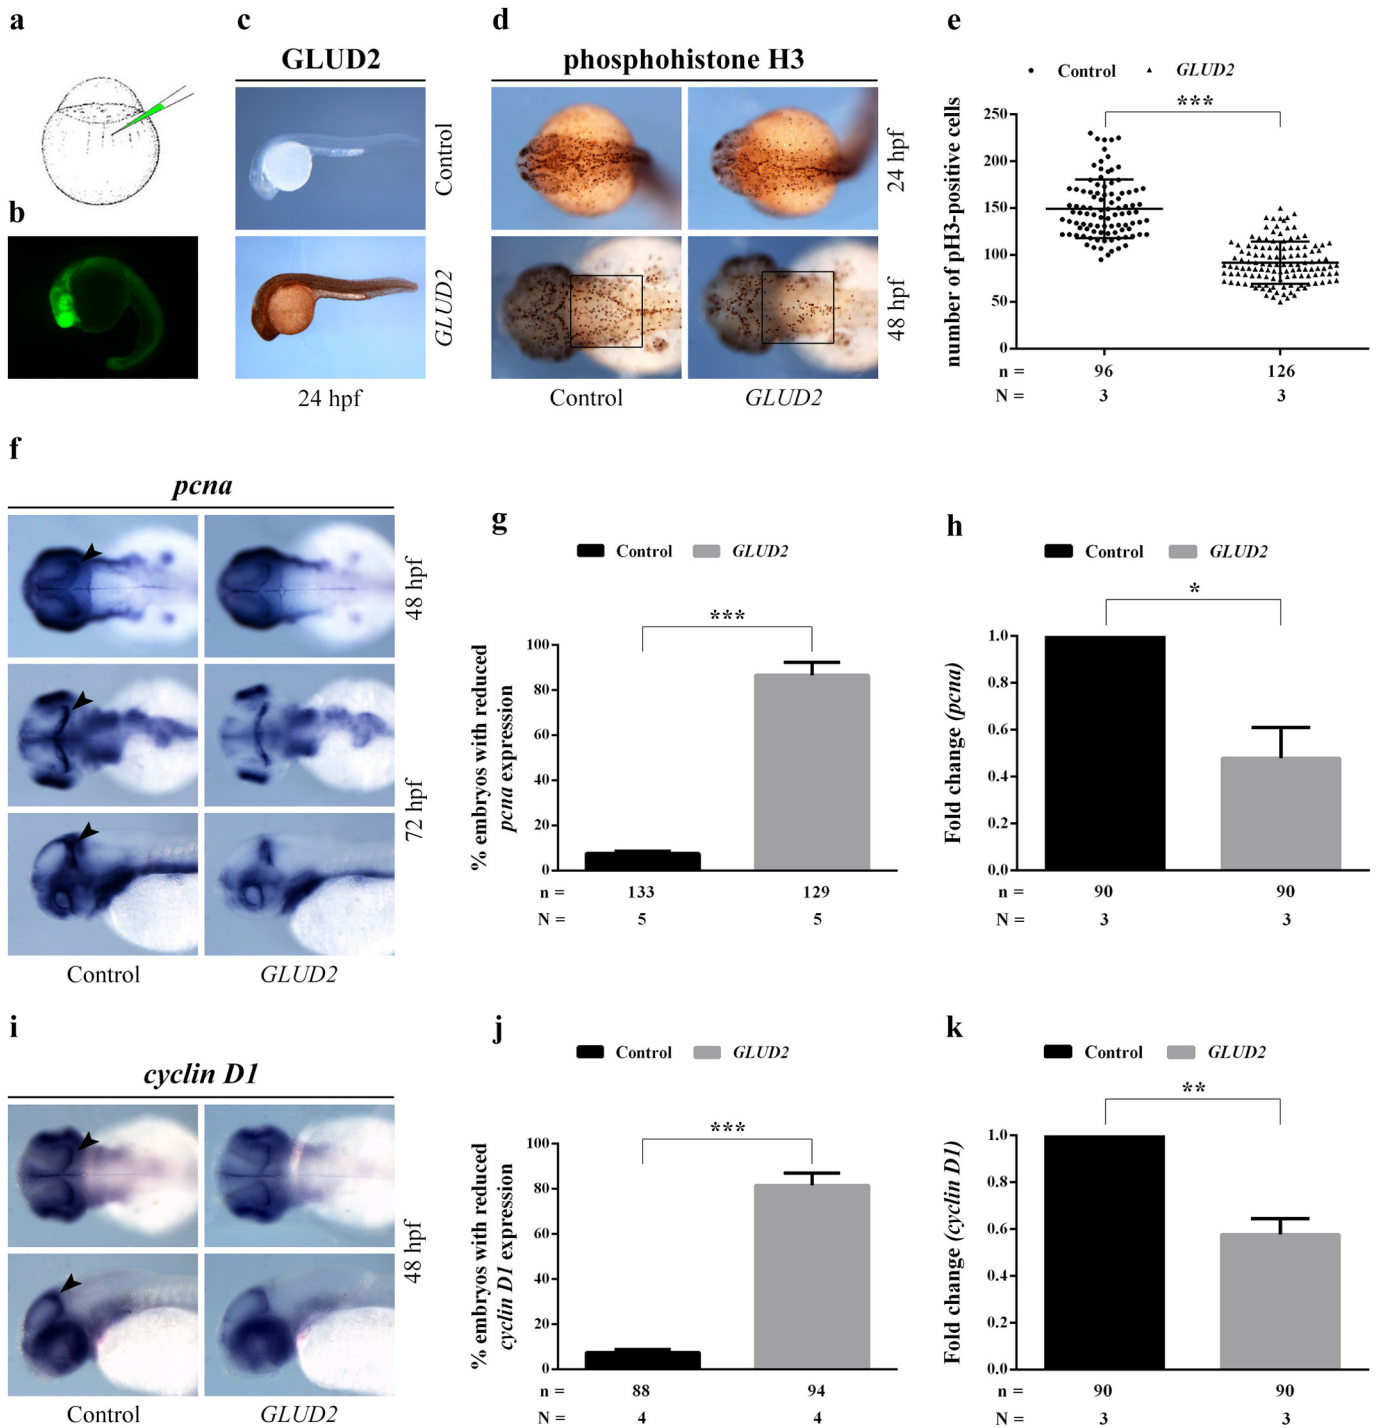 a
c
d
e
GLUD2
phosphohistone H3
Control GLUD2
***
number of pH3-positive cells
250
200
150
100
50
0
n = 96 126
N = 3 3
Control
GLUD2
24 hpf
b
24 hpf
48 hpf
Control GLUD2
f
pcna
48 hpf
72 hpf
Control GLUD2
g
Control GLUD2
***
% embryos with reduced
pcna expression
100
80
60
40
20
0
n = 133 129
N = 5 5
h
Control GLUD2
*
Fold change (pcna)
1.0
0.8
0.6
0.4
0.2
0.0
n = 90 90
N = 3 3
i
cyclin D1
48 hpf
Control GLUD2
j
Control GLUD2
***
% embryos with reduced
cyclin D1 expression
100
80
60
40
20
0
n = 88 94
N = 4 4
k
Control GLUD2
**
Fold change (cyclin D1)
1.0
0.8
0.6
0.4
0.2
0.0
n = 90 90
N = 3 3